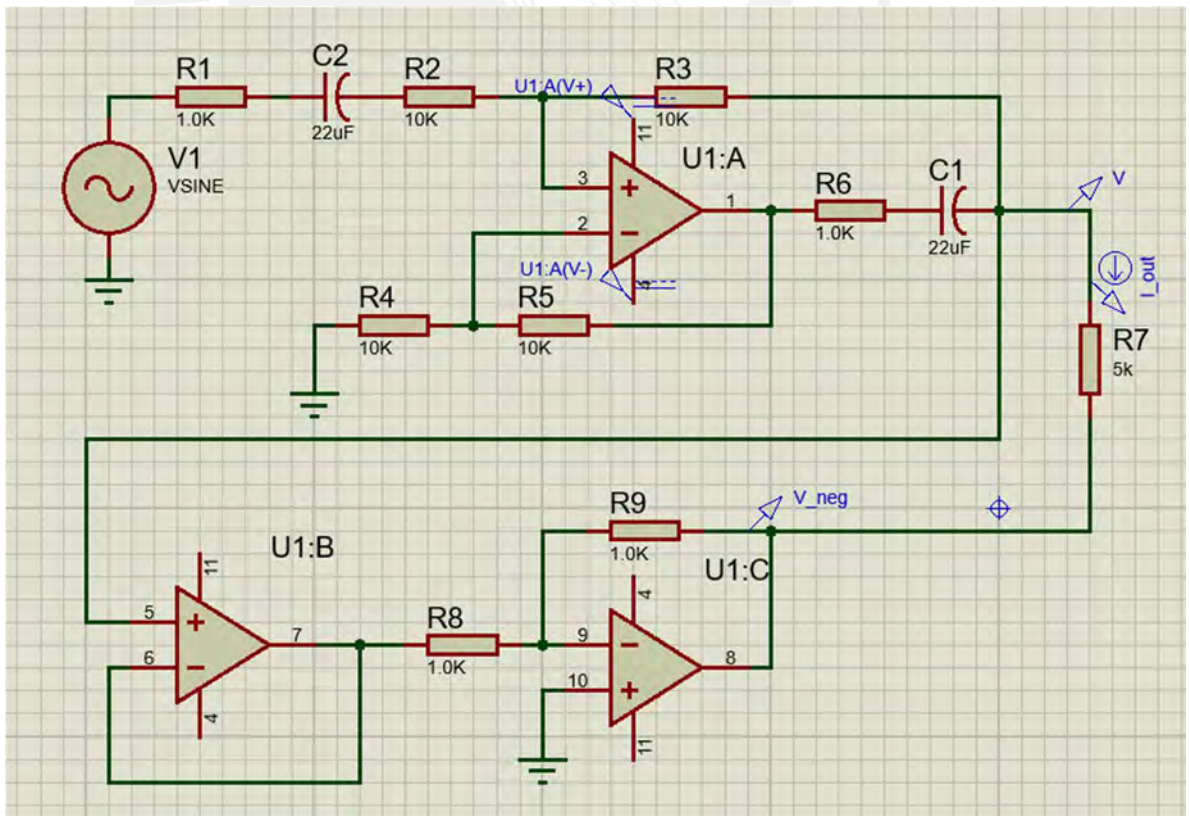 R1
1.0K
C2
22uF
R2
10K
U1:A(V+)
R3
10K
V1
VSINE
11
3
2
+
−
1
U1:A
R6
1.0K
C1
22uF
V
I_out
U1:A(V-)
R4
10K
R5
10K
R7
5k
R9
1.0K
V_neg
U1:B
11
5
6
+
−
7
4
R8
1.0K
U1:C
4
9
10
−
+
8
11